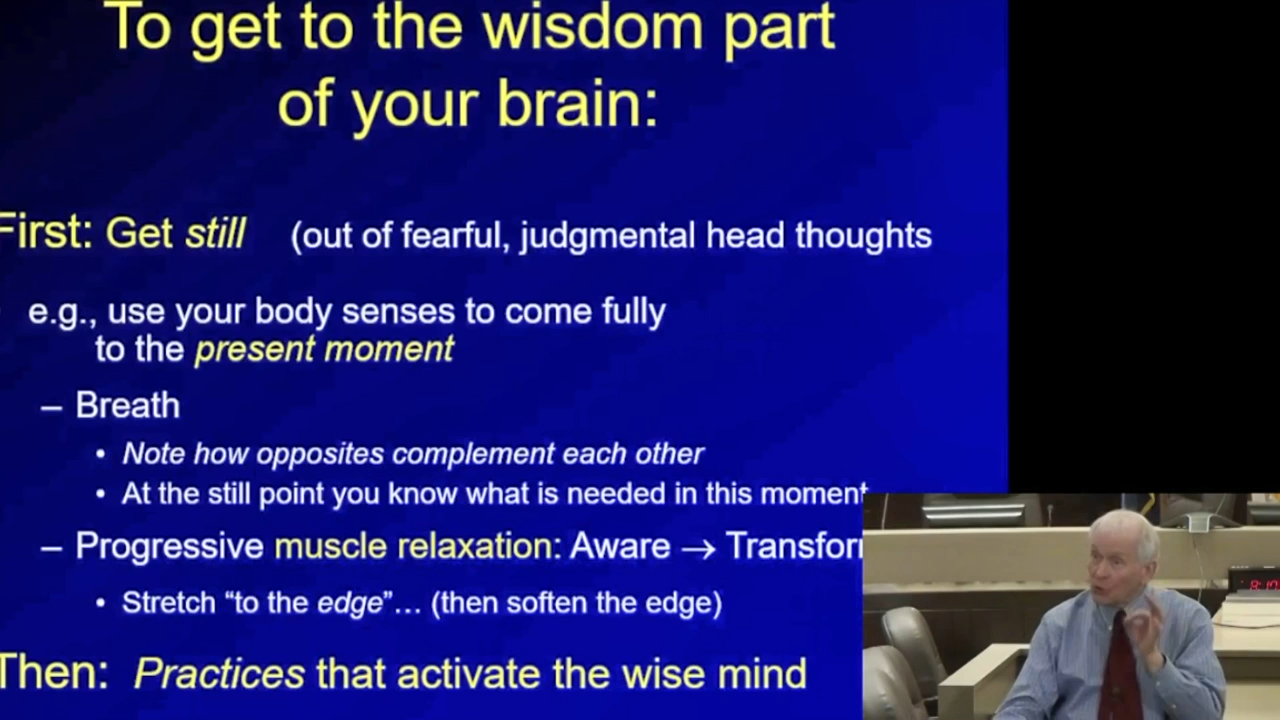 To get to the wisdom part
of your brain:
First: Get still (out of fearful, judgmental head thoughts
e.g., use your body senses to come fully
to the present moment
– Breath
• Note how opposites complement each other
• At the still point you know what is needed in this moment
– Progressive muscle relaxation: Aware → Transfor
• Stretch “to the edge”… (then soften the edge)
Then: Practices that activate the wise mind